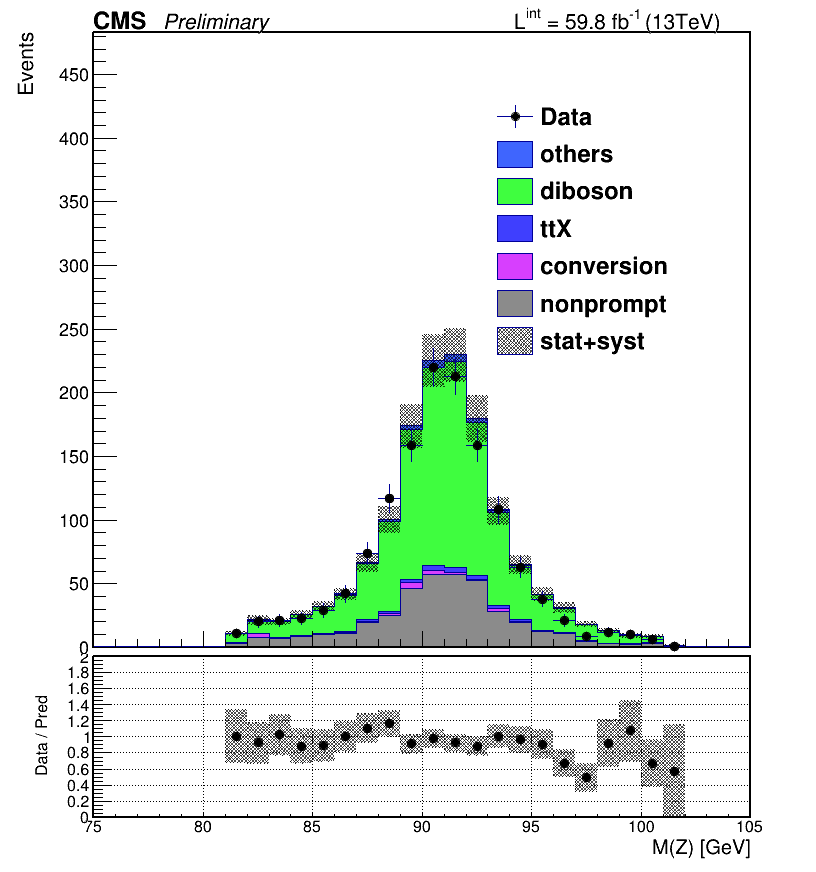 CMS Preliminary L^int = 59.8 fb^-1 (13TeV)
Events
450
400
350
300
250
200
150
100
50
0
Data
others
diboson
ttX
conversion
nonprompt
stat+syst
Data / Pred
2
1.8
1.6
1.4
1.2
1
0.8
0.6
0.4
0.2
0
75 80 85 90 95 100 105
M(Z) [GeV]